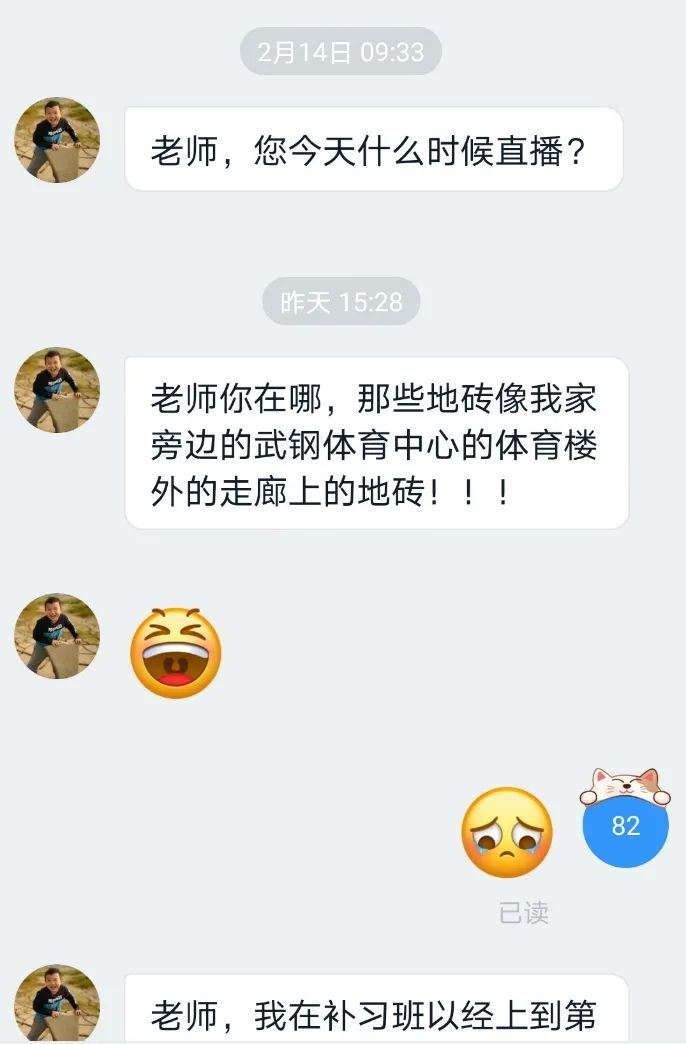 2月14日 09:33
老师，您今天什么时候直播？
昨天 15:28
老师你在哪，那些地砖像我家
旁边的武钢体育中心的体育楼
外的走廊上的地砖！！！
82
已读
老师，我在补习班以经上到第